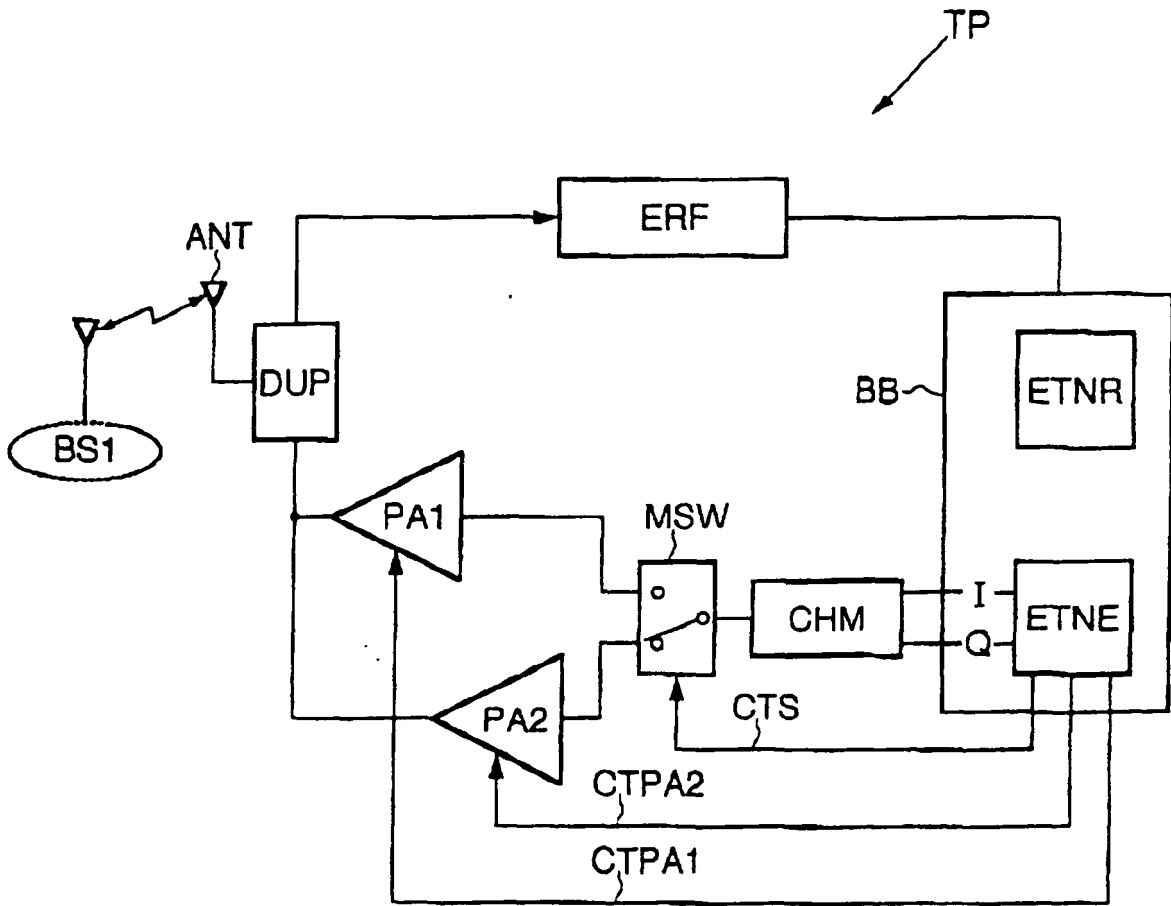 TP
ERF
ANT
DUP
BS1
BB
ETNR
PA1
MSW
CHM
I
Q
ETNE
PA2
CTS
CTPA2
CTPA1